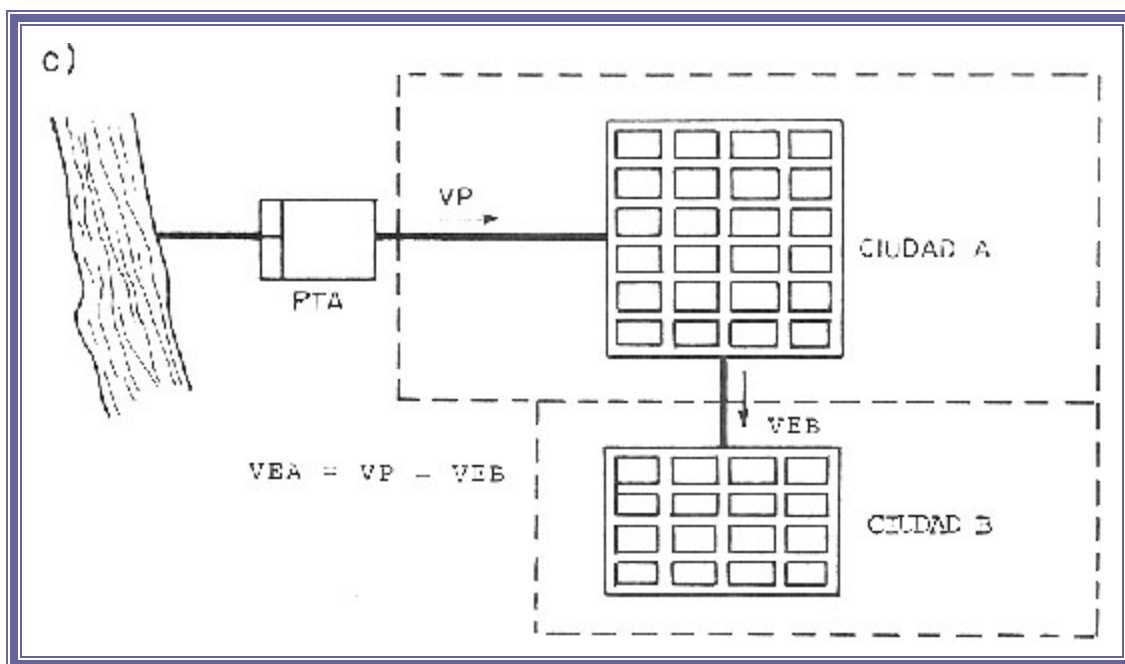 c)
VP
CIUDAD A
PTA
VEB
VEA = VP - VEB
CIUDAD B